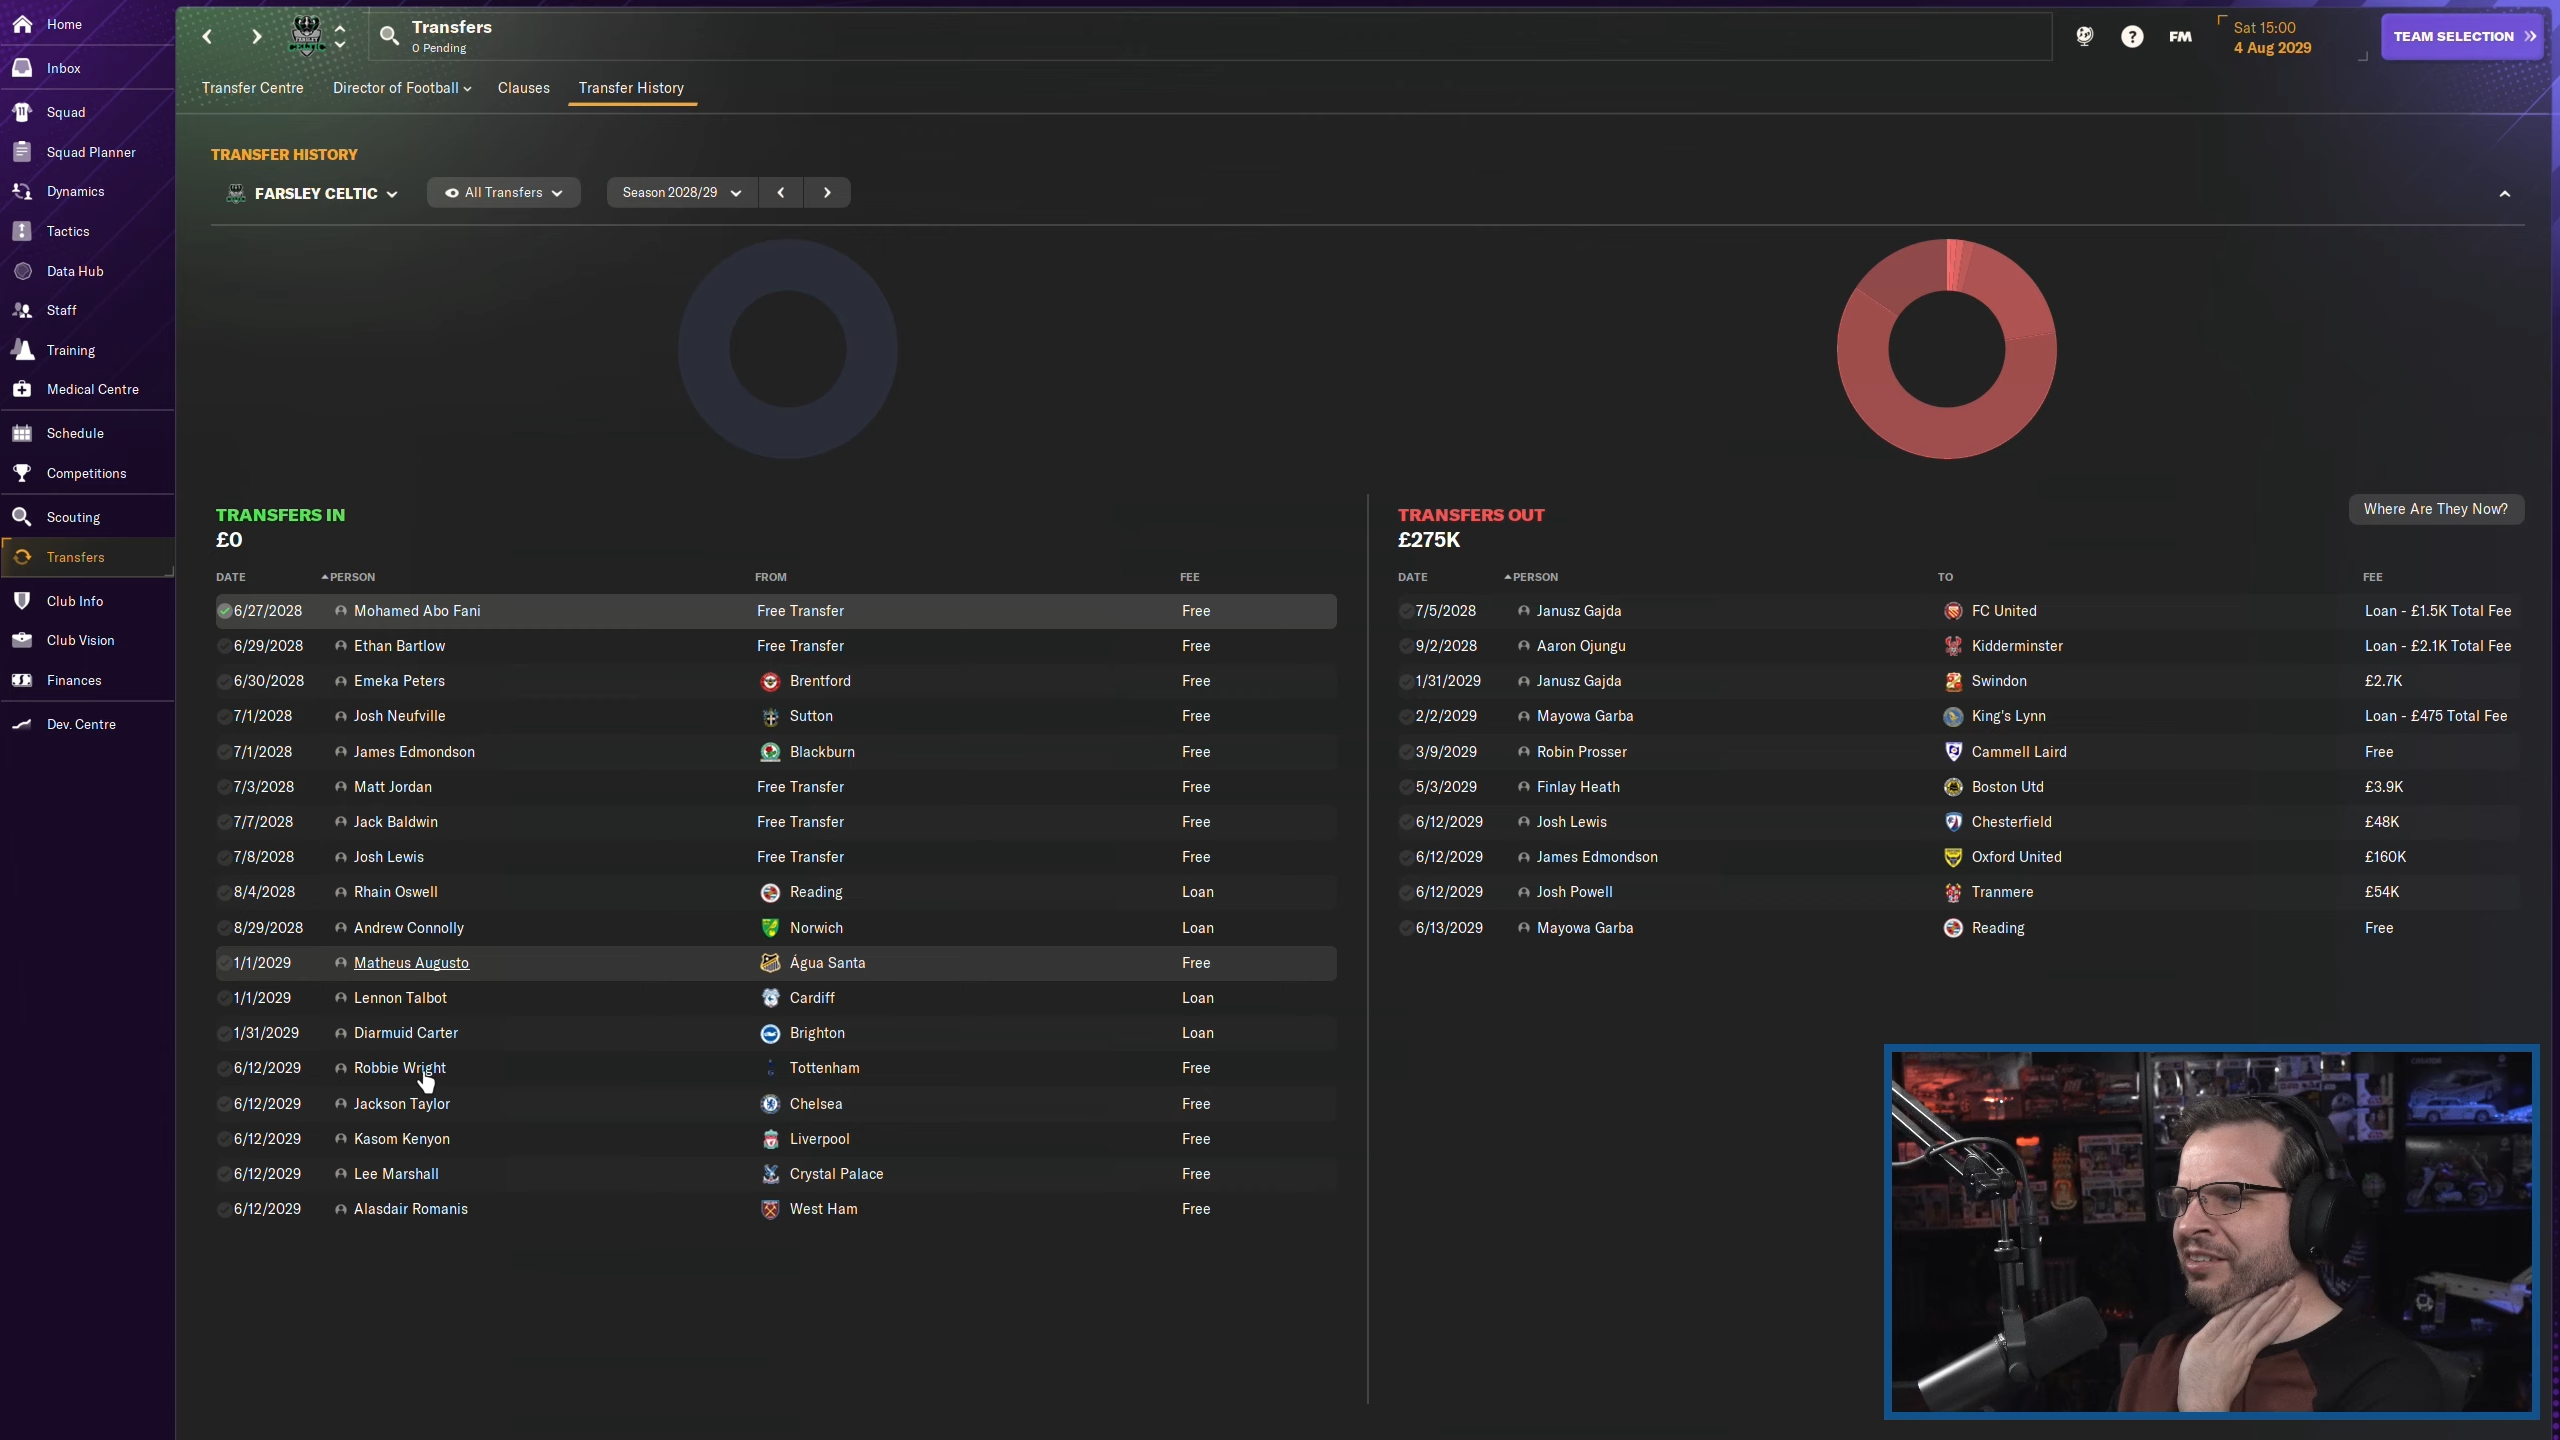 Home
Inbox
Squad
Squad Planner
Dynamics
Tactics
Data Hub
Staff
Training
Medical Centre
Schedule
Competitions
Scouting
Transfers
Club Info
Club Vision
Finances
Dev. Centre
Transfers
0 Pending
? FM
Sat 15:00
4 Aug 2029
TEAM SELECTION
Transfer Centre Director of Football Clauses Transfer History
TRANSFER HISTORY
FARSLEY CELTIC All Transfers Season 2028/29
TRANSFERS IN
£0
DATE PERSON FROM FEE
6/27/2028 Mohamed Abo Fani Free Transfer Free
6/29/2028 Ethan Bartlow Free Transfer Free
6/30/2028 Emeka Peters Brentford Free
7/1/2028 Josh Neufville Sutton Free
7/1/2028 James Edmondson Blackburn Free
7/3/2028 Matt Jordan Free Transfer Free
7/7/2028 Jack Baldwin Free Transfer Free
7/8/2028 Josh Lewis Free Transfer Free
8/4/2028 Rhain Oswell Reading Loan
8/29/2028 Andrew Connolly Norwich Loan
1/1/2029 Matheus Augusto Água Santa Free
1/1/2029 Lennon Talbot Cardiff Loan
1/31/2029 Diarmuid Carter Brighton Loan
6/12/2029 Robbie Wright Tottenham Free
6/12/2029 Jackson Taylor Chelsea Free
6/12/2029 Kasom Kenyon Liverpool Free
6/12/2029 Lee Marshall Crystal Palace Free
6/12/2029 Alasdair Romanis West Ham Free
TRANSFERS OUT
£275K
Where Are They Now?
DATE PERSON TO FEE
7/5/2028 Janusz Gajda FC United Loan - £1.5K Total Fee
9/2/2028 Aaron Ojungu Kidderminster Loan - £2.1K Total Fee
1/31/2029 Janusz Gajda Swindon £2.7K
2/2/2029 Mayowa Garba King's Lynn Loan - £475 Total Fee
3/9/2029 Robin Prosser Cammell Laird Free
5/3/2029 Finlay Heath Boston Utd £3.9K
6/12/2029 Josh Lewis Chesterfield £48K
6/12/2029 James Edmondson Oxford United £160K
6/12/2029 Josh Powell Tranmere £54K
6/13/2029 Mayowa Garba Reading Free